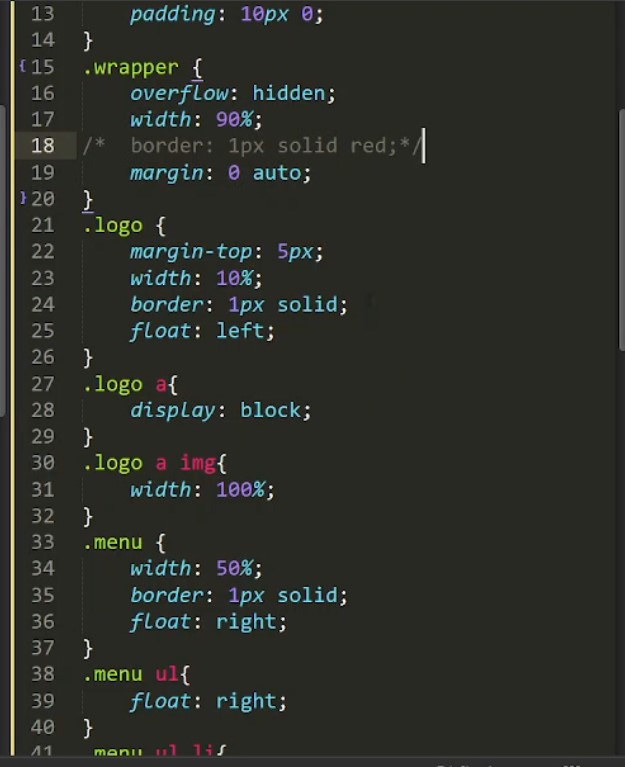 13 padding: 10px 0;
14 }
15 .wrapper {
16 overflow: hidden;
17 width: 90%;
18 /* border: 1px solid red;*/
19 margin: 0 auto;
20 }
21 .logo {
22 margin-top: 5px;
23 width: 10%;
24 border: 1px solid;
25 float: left;
26 }
27 .logo a{
28 display: block;
29 }
30 .logo a img{
31 width: 100%;
32 }
33 .menu {
34 width: 50%;
35 border: 1px solid;
36 float: right;
37 }
38 .menu ul{
39 float: right;
40 }
41 .menu ul li{